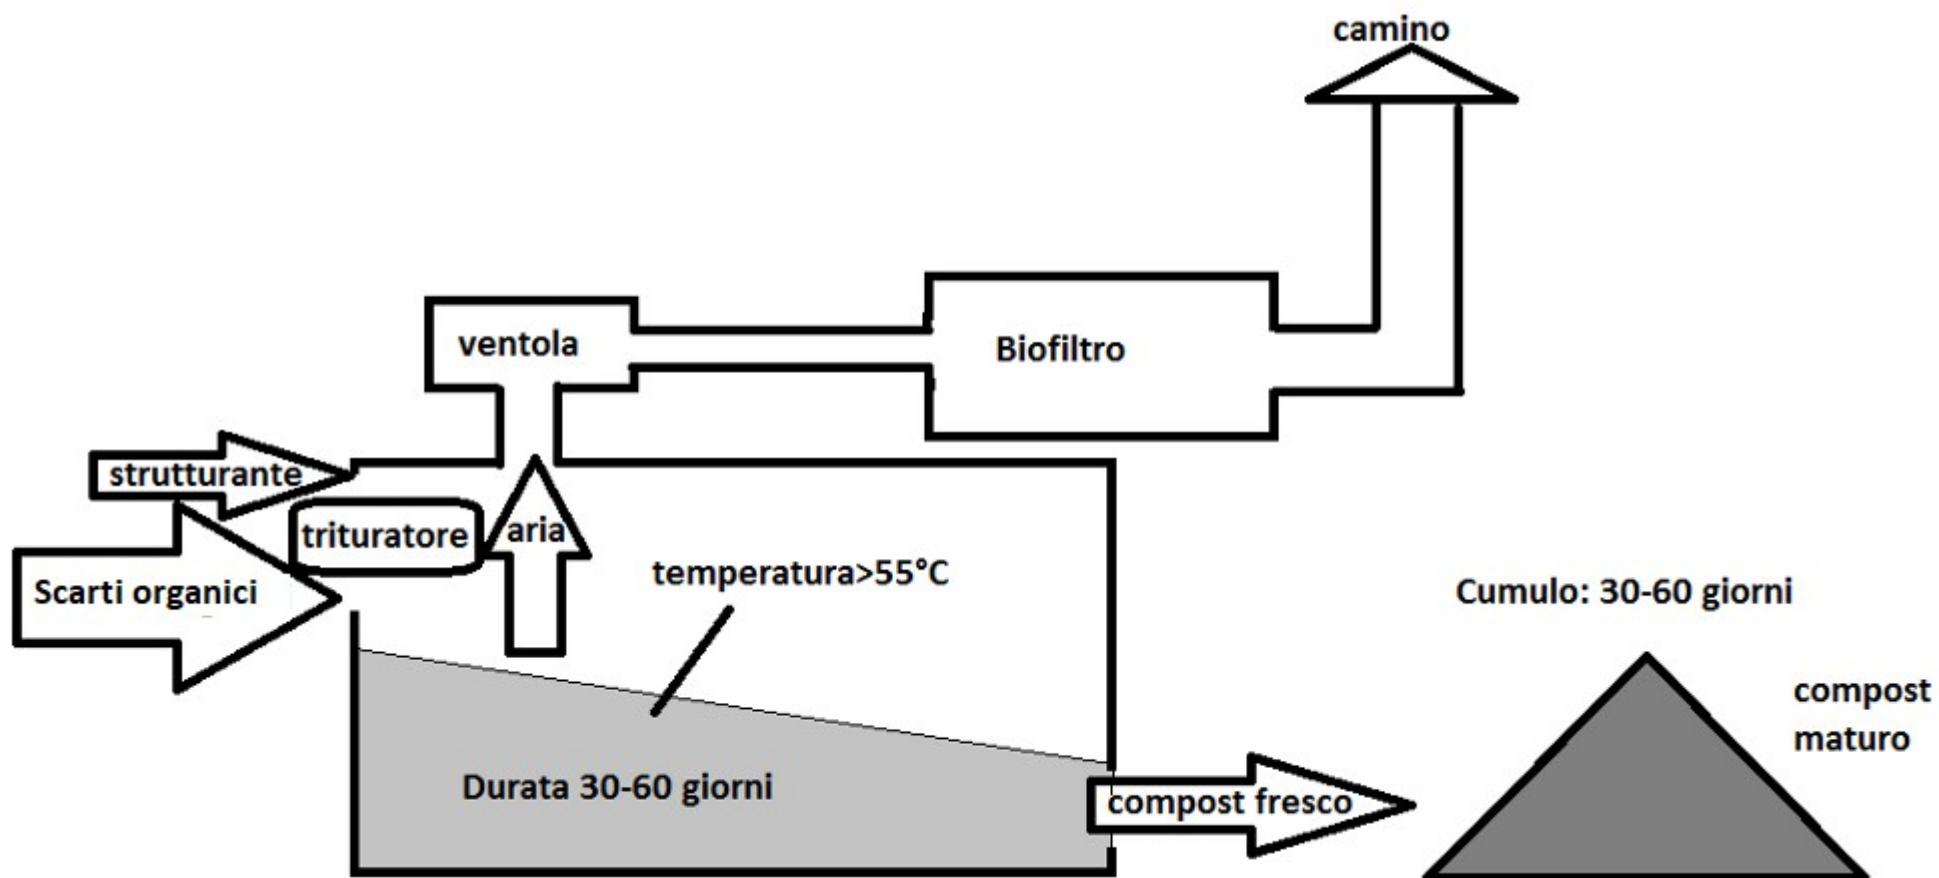 camino
ventola
Biofiltro
strutturante
trituratore
aria
Scarti organici
temperatura>55°C
Cumulo: 30-60 giorni
compost
maturo
Durata 30-60 giorni
compost fresco